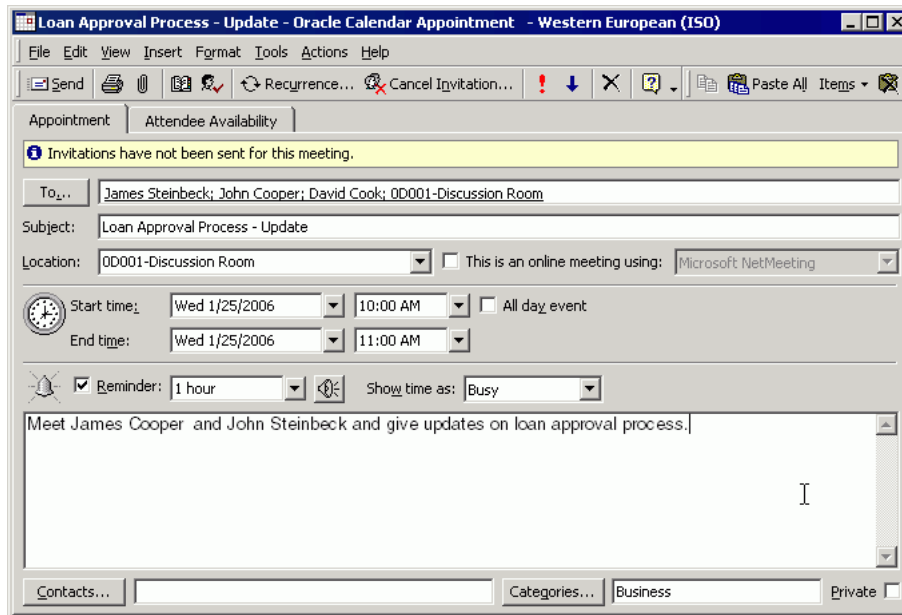 Loan Approval Process - Update - Oracle Calendar Appointment - Western European (ISO)
File Edit View Insert Format Tools Actions Help
Send Recurrence... Cancel Invitation... Paste All Items
Appointment Attendee Availability
Invitations have not been sent for this meeting.
To... James Steinbeck; John Cooper; David Cook; 0D001-Discussion Room
Subject: Loan Approval Process - Update
Location: 0D001-Discussion Room This is an online meeting using: Microsoft NetMeeting
Start time: Wed 1/25/2006 10:00 AM All day event
End time: Wed 1/25/2006 11:00 AM
Reminder: 1 hour Show time as: Busy
Meet James Cooper and John Steinbeck and give updates on loan approval process.
Contacts... Categories... Business Private